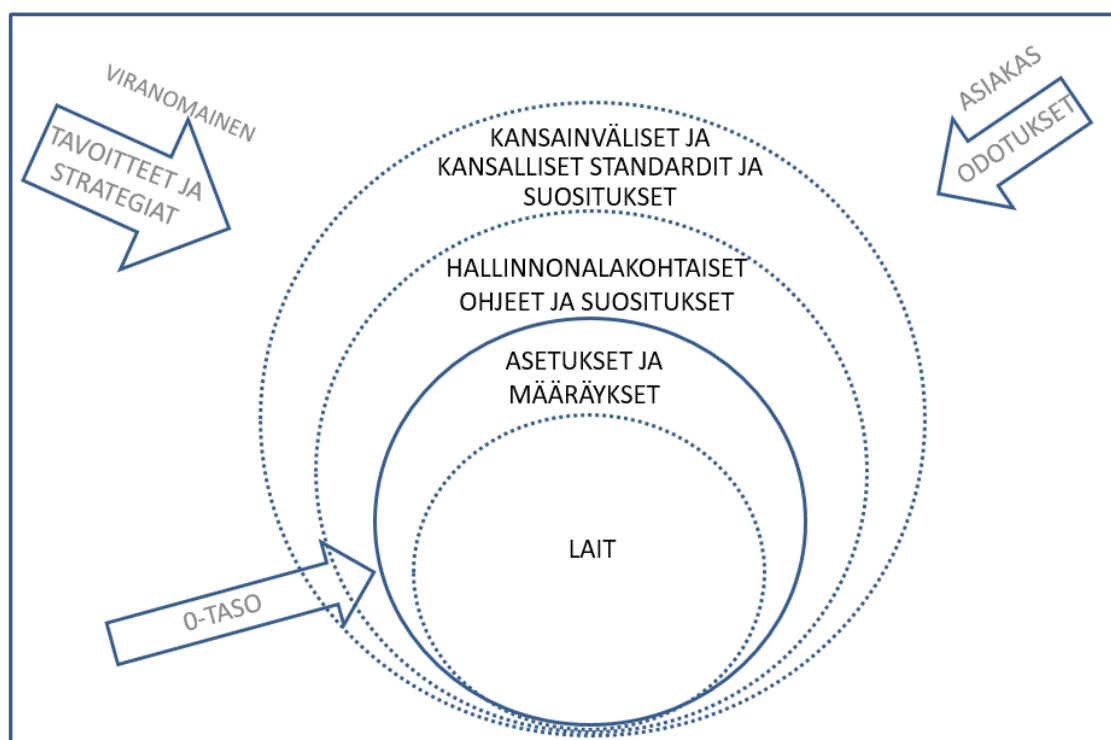 VIRANOMAINEN
TAVOITTEET JA
STRATEGIAT
ASIAKAS
ODOTUKSET
KANSAINVÄLISET JA
KANSALLISET STANDARDIT JA
SUOSITUKSET
HALLINNONALAKOHTAISET
OHJEET JA SUOSITUKSET
ASETUKSET JA
MÄÄRÄYKSET
LAIT
0-TASO